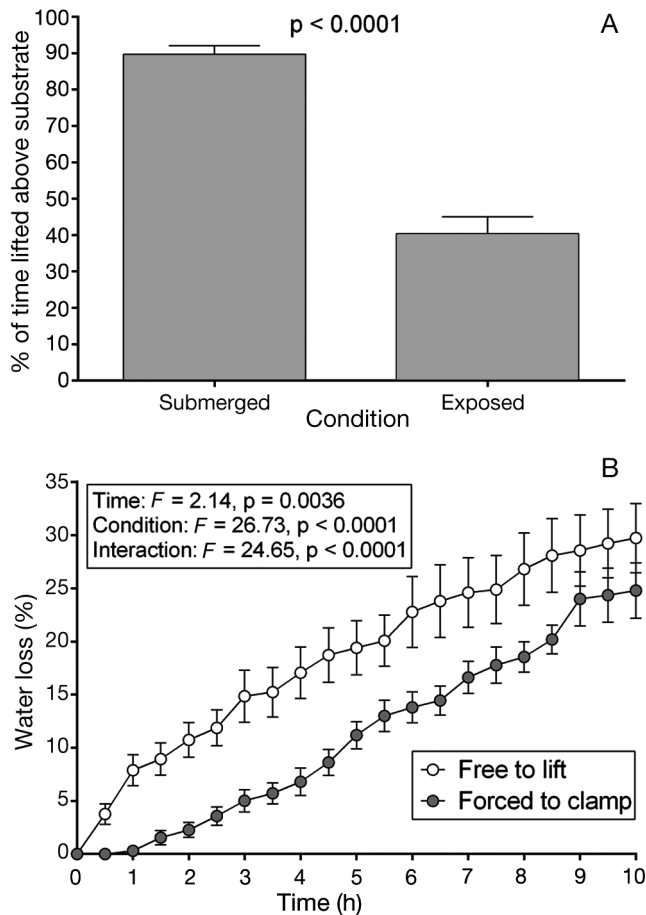 A
p < 0.0001
% of time lifted above substrate
100
90
80
70
60
50
40
30
20
10
0
Submerged
Exposed
Condition
B
Time: F = 2.14, p = 0.0036
Condition: F = 26.73, p < 0.0001
Interaction: F = 24.65, p < 0.0001
Water loss (%)
35
30
25
20
15
10
5
0
Free to lift
Forced to clamp
0 1 2 3 4 5 6 7 8 9 10
Time (h)